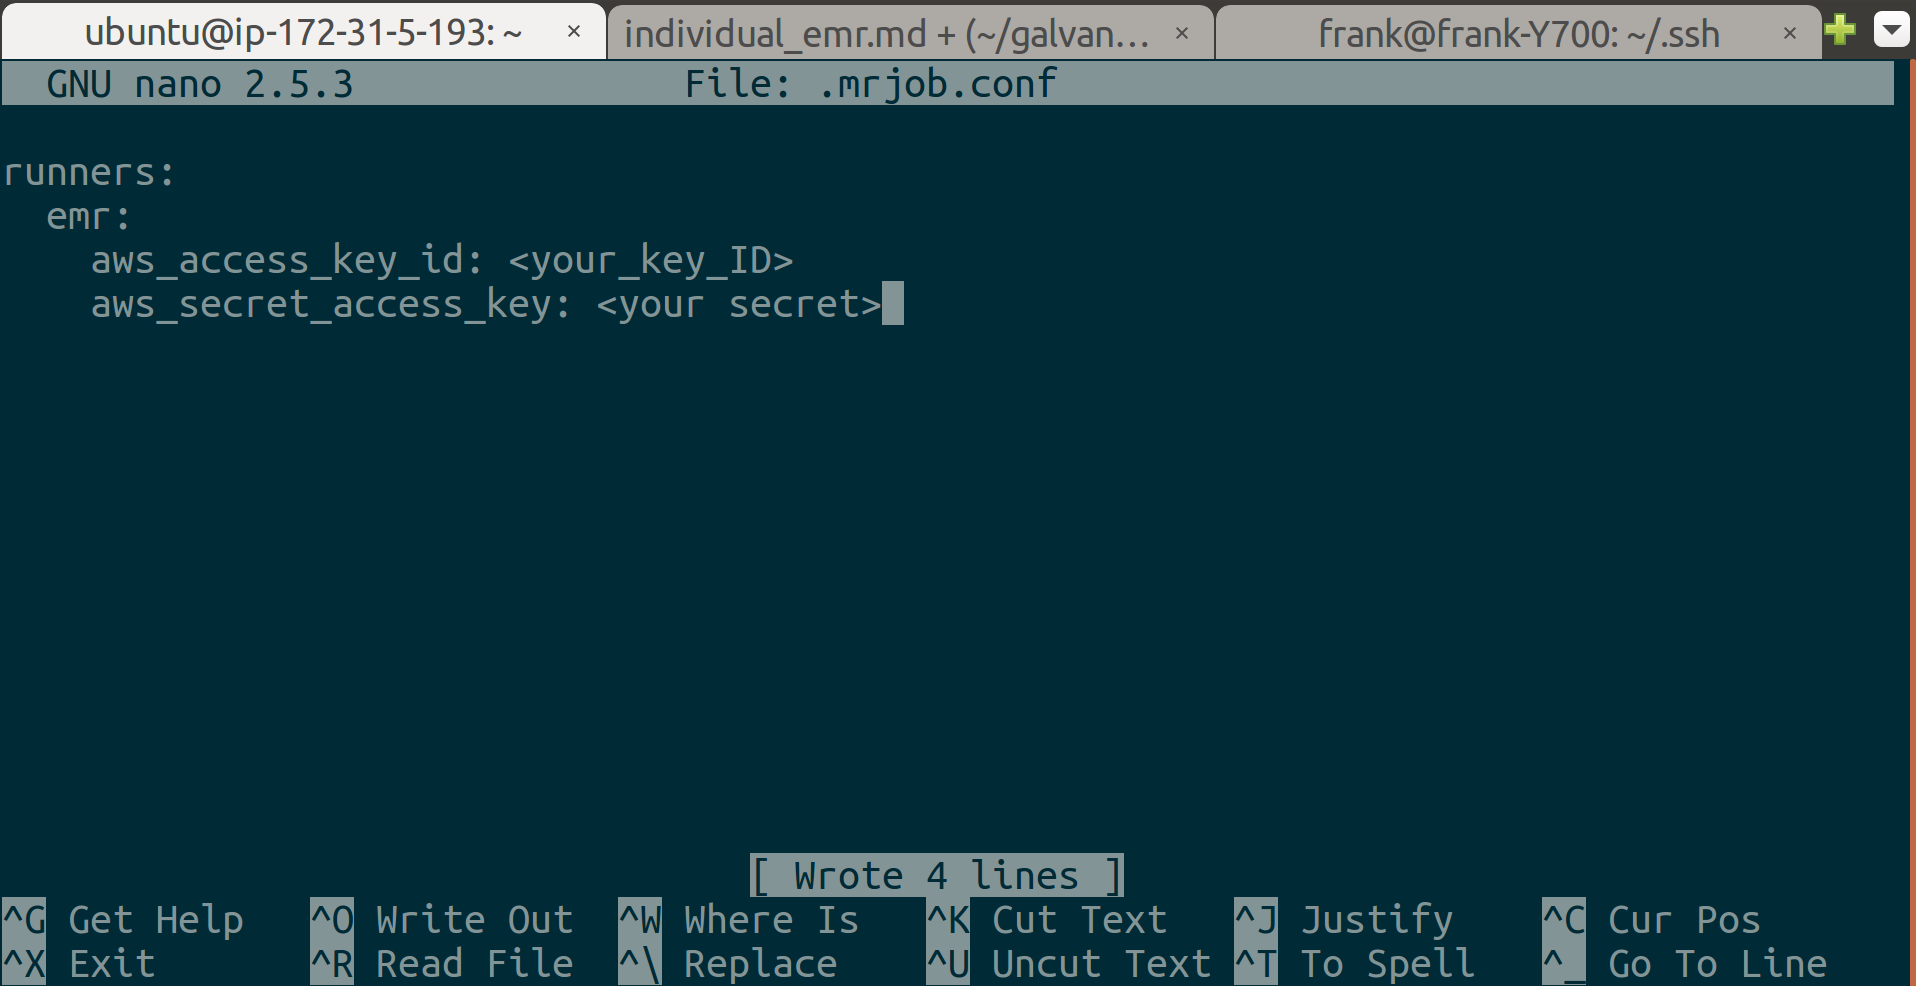 ubuntu@ip-172-31-5-193: ~ × individual_emr.md + (~/galvan... × frank@frank-Y700: ~/.ssh ×
GNU nano 2.5.3 File: .mrjob.conf
runners:
  emr:
    aws_access_key_id: <your_key_ID>
    aws_secret_access_key: <your secret>
[ Wrote 4 lines ]
^G Get Help ^O Write Out ^W Where Is ^K Cut Text ^J Justify ^C Cur Pos
^X Exit ^R Read File ^\ Replace ^U Uncut Text ^T To Spell ^_ Go To Line